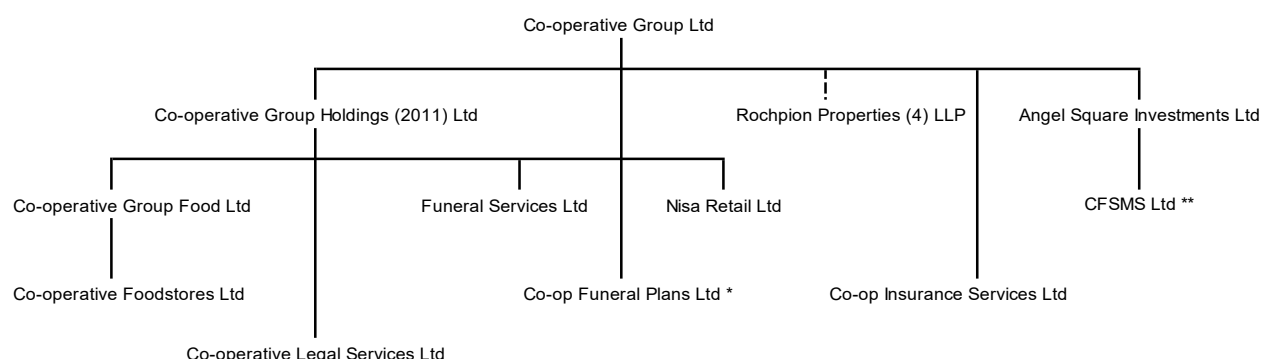 Co-operative Group Ltd
Co-operative Group Holdings (2011) Ltd
Rochpion Properties (4) LLP
Angel Square Investments Ltd
Co-operative Group Food Ltd
Funeral Services Ltd
Nisa Retail Ltd
CFSMS Ltd **
Co-operative Foodstores Ltd
Co-op Funeral Plans Ltd *
Co-op Insurance Services Ltd
Co-operative Legal Services Ltd